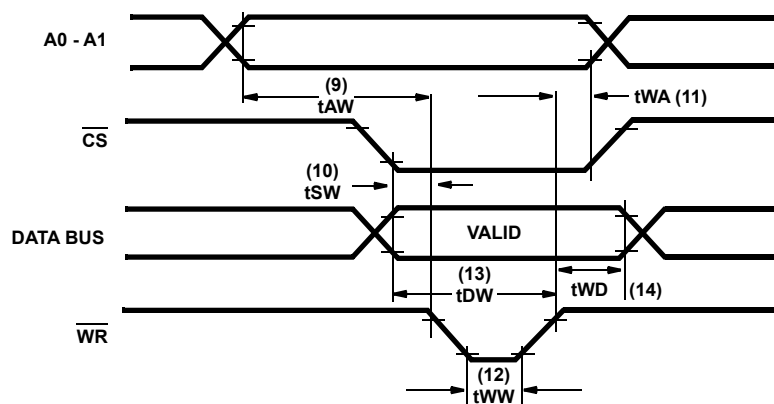 A0 - A1
(9)
tAW
tWA (11)
CS
(10)
tSW
DATA BUS
VALID
(13)
tDW
tWD
(14)
WR
(12)
tWW